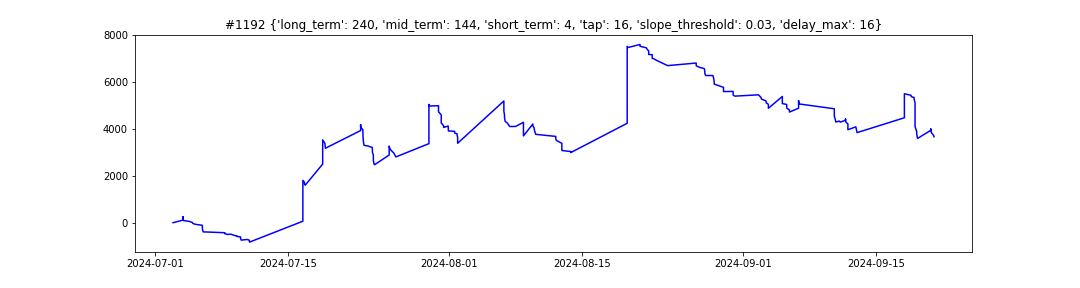 #1192 {'long_term': 240, 'mid_term': 144, 'short_term': 4, 'tap': 16, 'slope_threshold': 0.03, 'delay_max': 16}
8000
6000
4000
2000
0
2024-07-01 2024-07-15 2024-08-01 2024-08-15 2024-09-01 2024-09-15